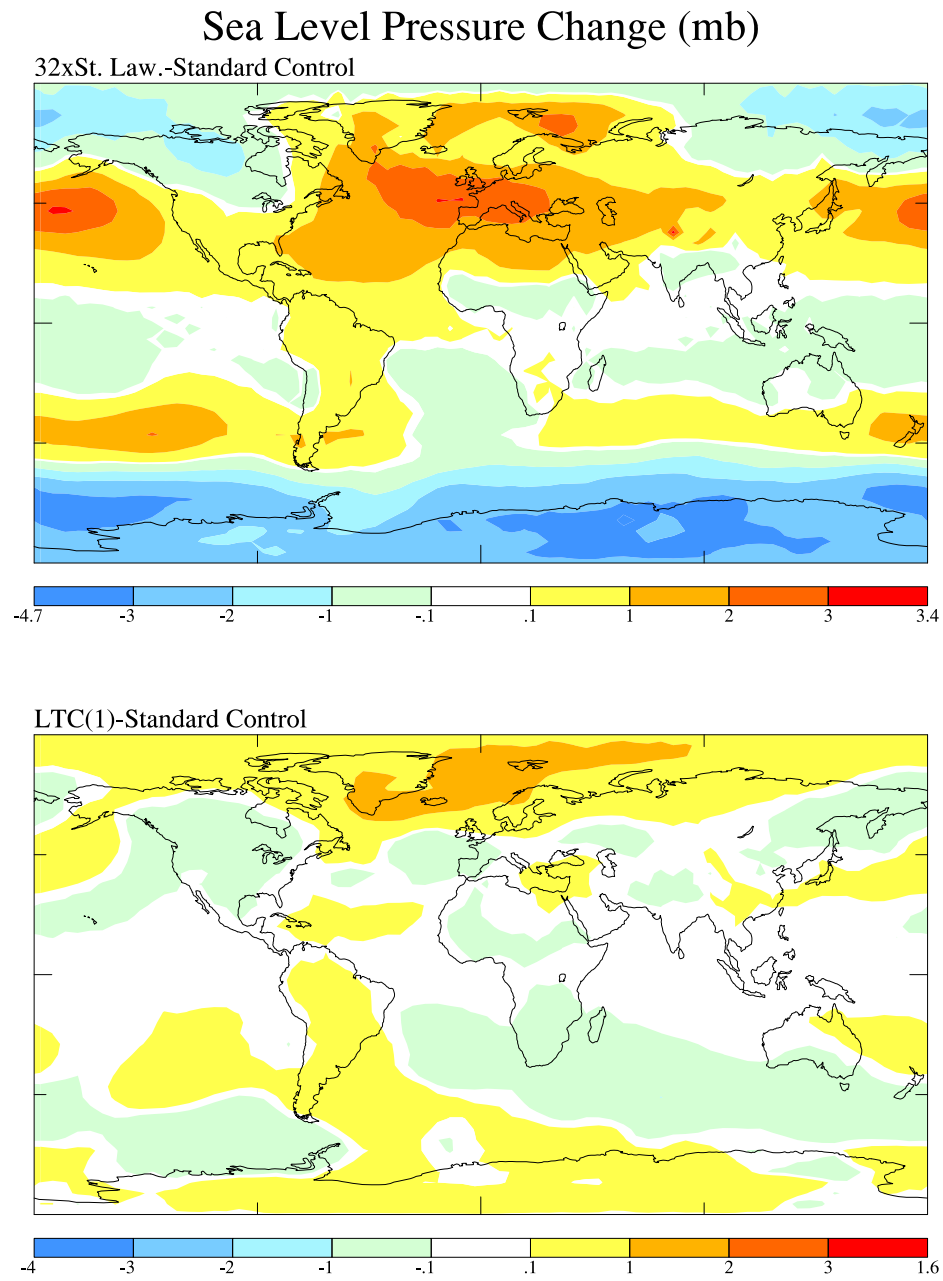 Sea Level Pressure Change (mb)
32xSt. Law.-Standard Control
-4.7 -3 -2 -1 -.1 .1 1 2 3 3.4
LTC(1)-Standard Control
-4 -3 -2 -1 -.1 .1 1 2 3 1.6